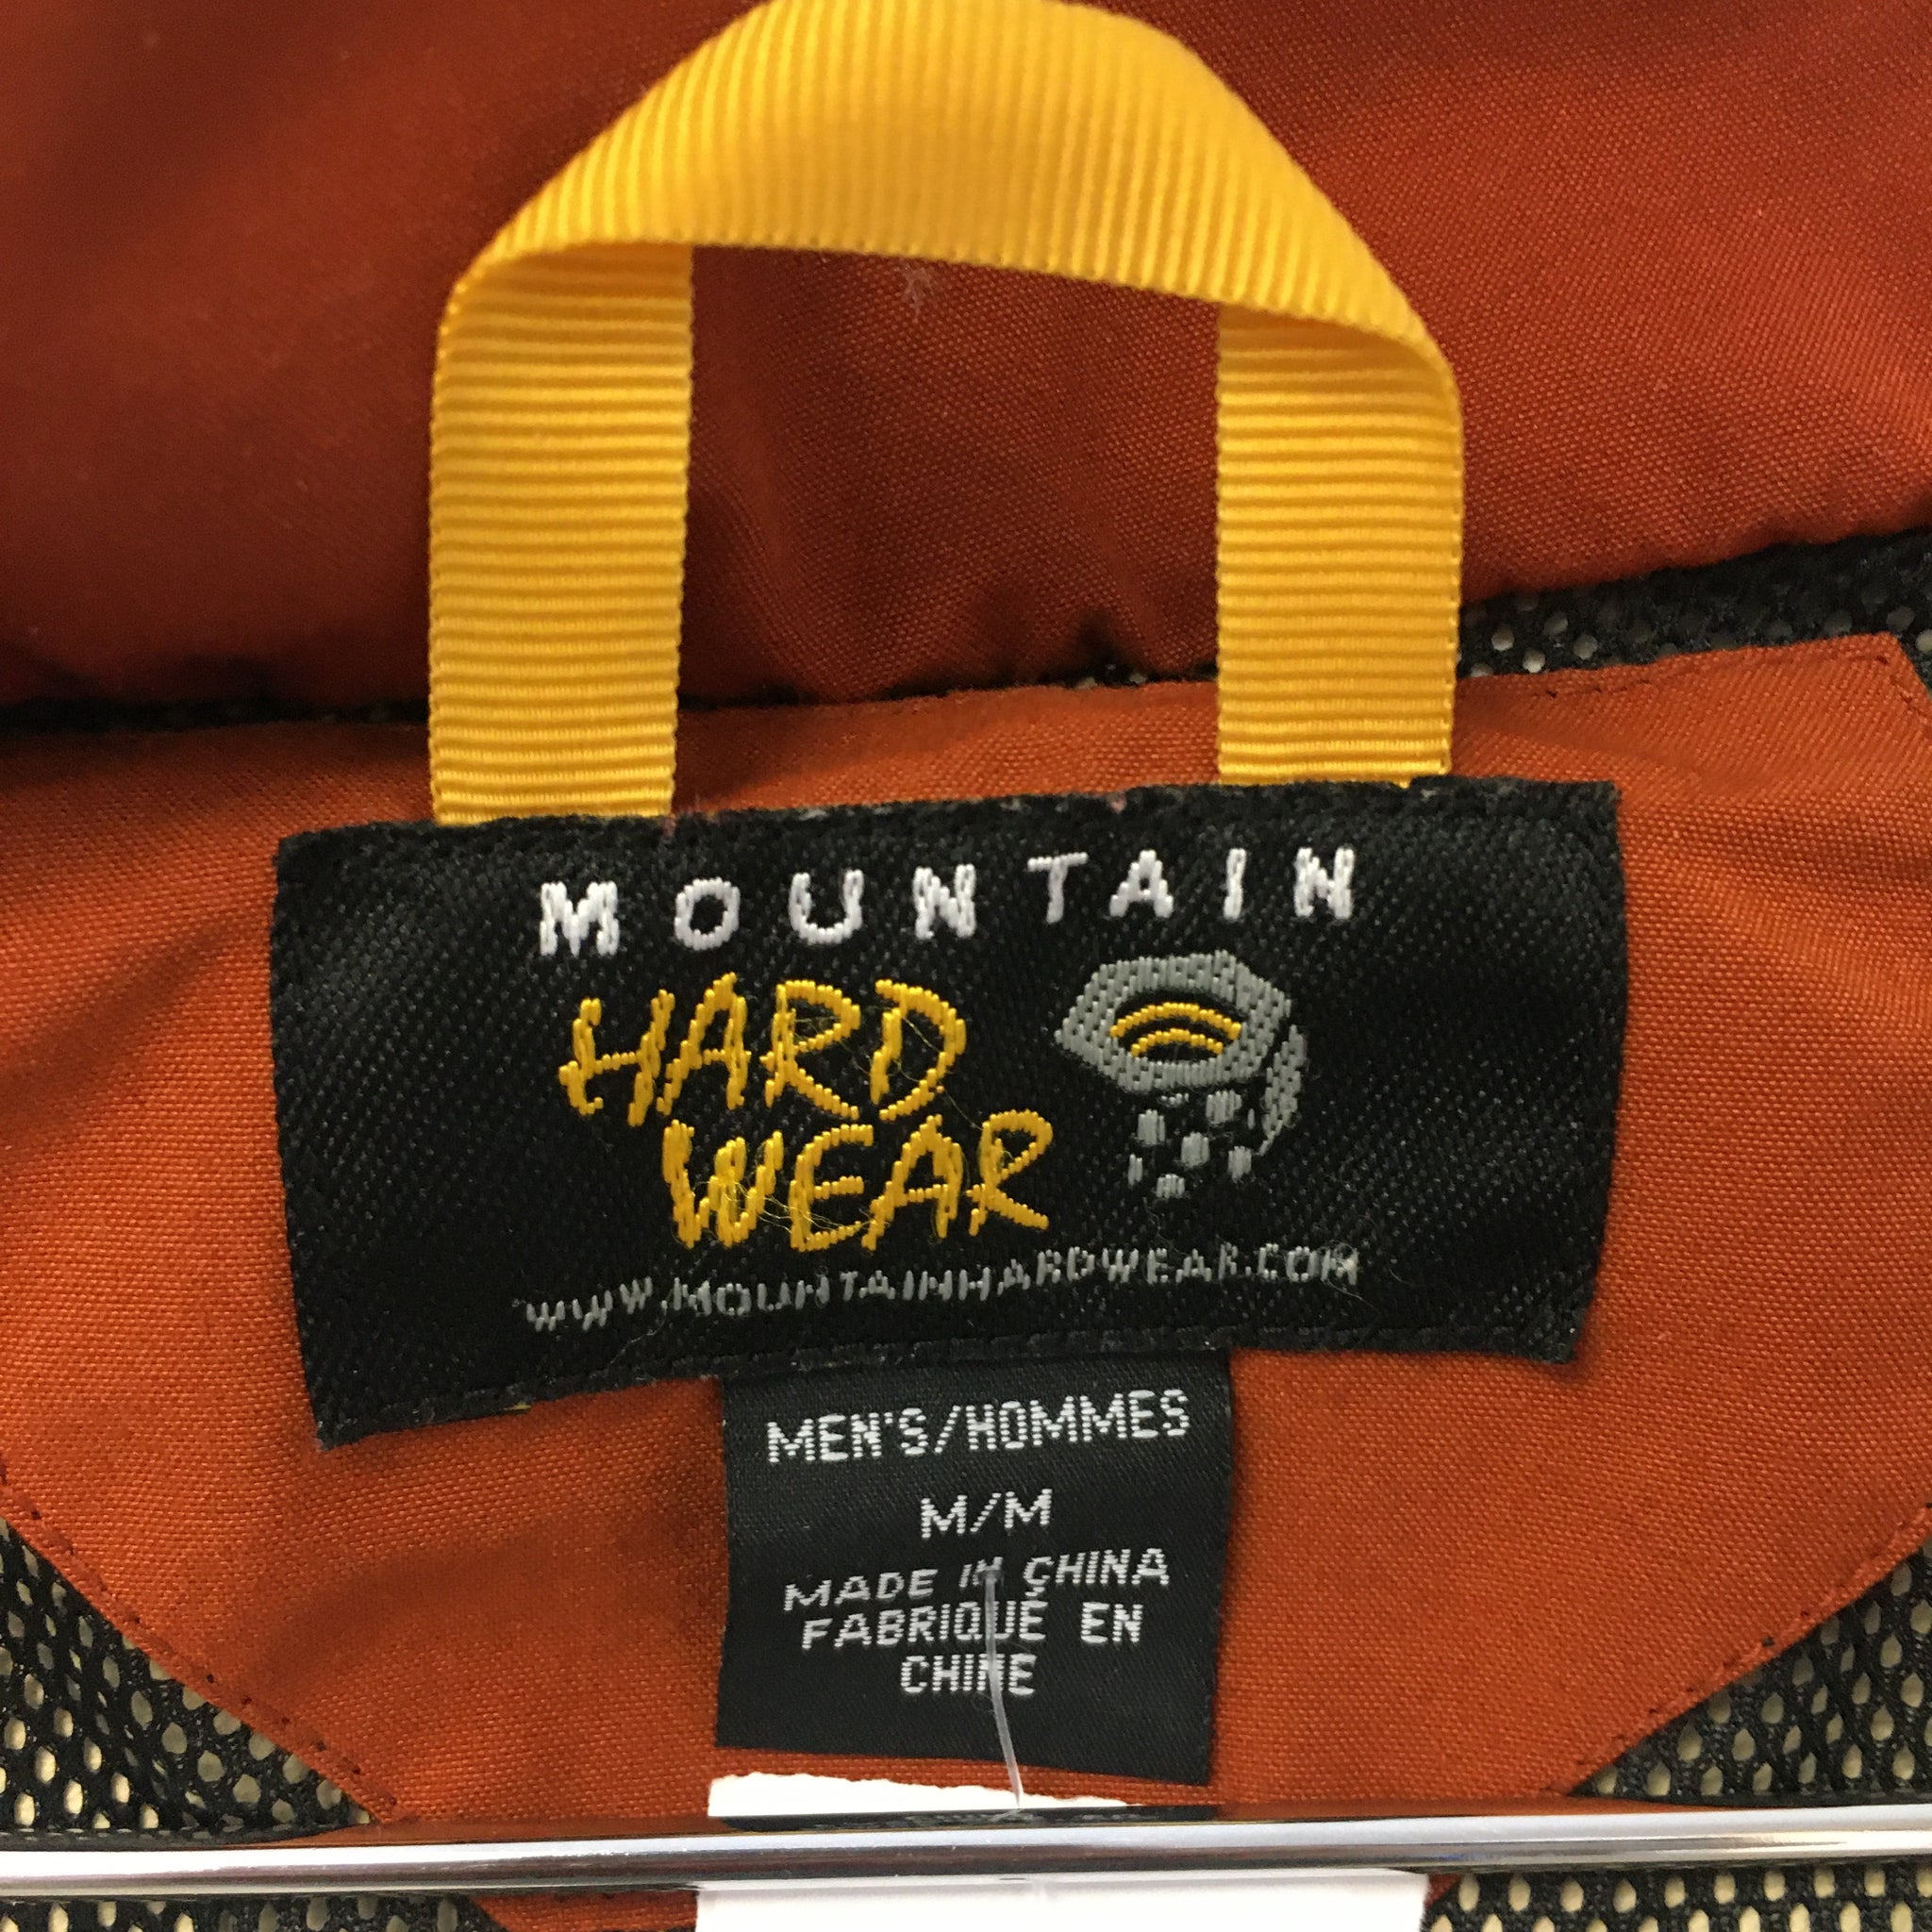 MOUNTAIN
HARD
WEAR
WWW.MOUNTAINHARDWEAR.COM
MEN'S/HOMMES
M/M
MADE IN CHINA
FABRIQUÉ EN
CHINE